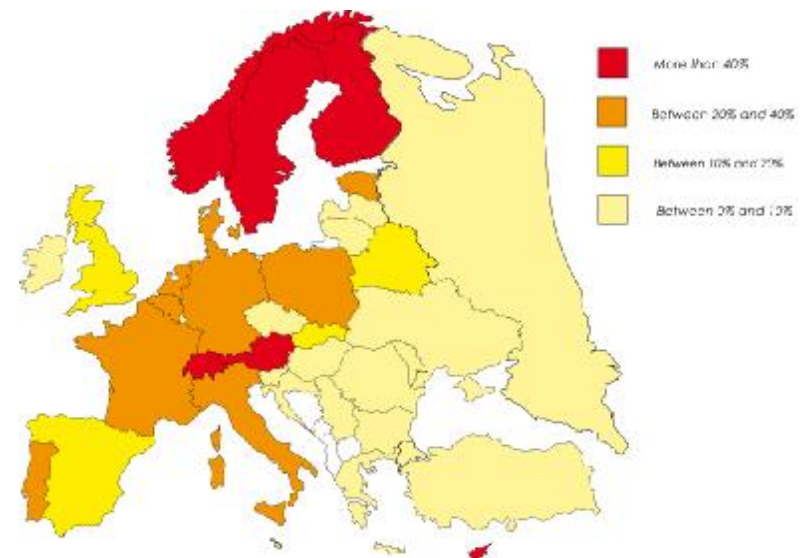 More than 40%
Between 20% and 40%
Between 10% and 20%
Between 0% and 10%